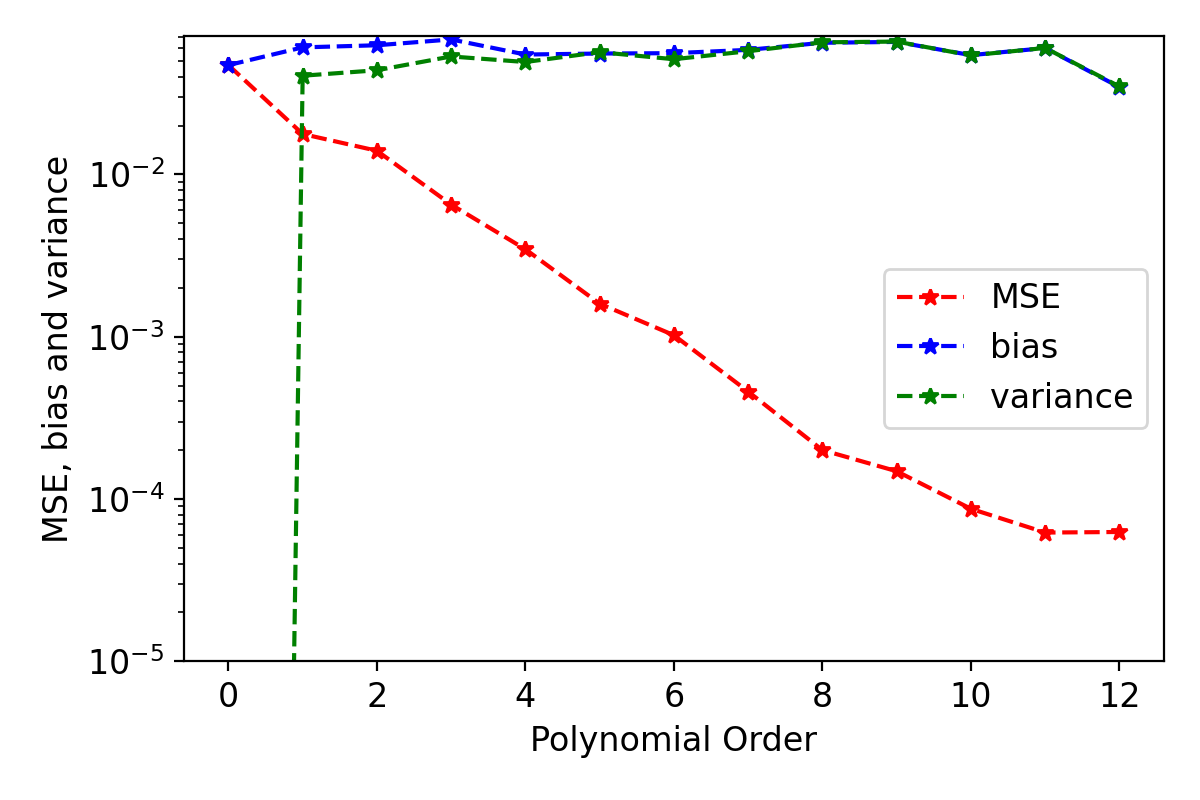 MSE, bias and variance
10⁻²
10⁻³
10⁻⁴
10⁻⁵
MSE
bias
variance
0 2 4 6 8 10 12
Polynomial Order